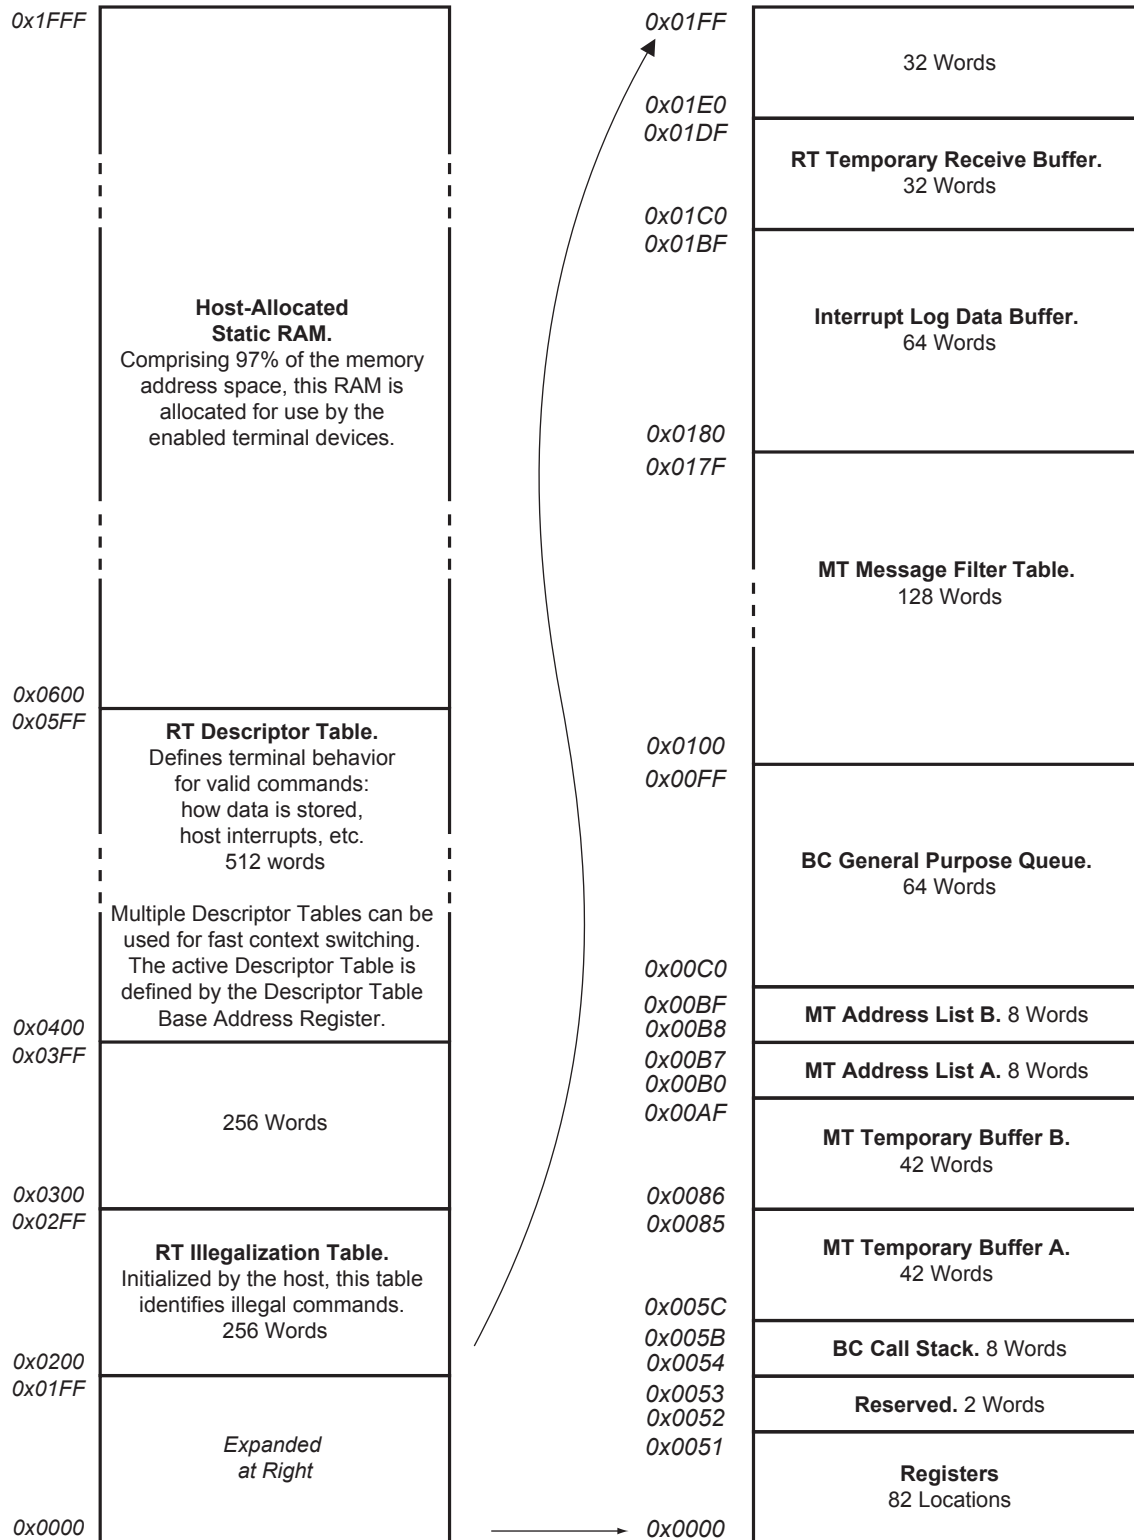 0x1FFF
Host-Allocated
Static RAM.
Comprising 97% of the memory
address space, this RAM is
allocated for use by the
enabled terminal devices.
0x0600
0x05FF
RT Descriptor Table.
Defines terminal behavior
for valid commands:
how data is stored,
host interrupts, etc.
512 words
Multiple Descriptor Tables can be
used for fast context switching.
The active Descriptor Table is
defined by the Descriptor Table
Base Address Register.
0x0400
0x03FF
256 Words
0x0300
0x02FF
RT Illegalization Table.
Initialized by the host, this table
identifies illegal commands.
256 Words
0x0200
0x01FF
Expanded
at Right
0x0000
0x01FF
32 Words
0x01E0
0x01DF
RT Temporary Receive Buffer.
32 Words
0x01C0
0x01BF
Interrupt Log Data Buffer.
64 Words
0x0180
0x017F
MT Message Filter Table.
128 Words
0x0100
0x00FF
BC General Purpose Queue.
64 Words
0x00C0
0x00BF
MT Address List B. 8 Words
0x00B8
0x00B7
MT Address List A. 8 Words
0x00B0
0x00AF
MT Temporary Buffer B.
42 Words
0x0086
0x0085
MT Temporary Buffer A.
42 Words
0x005C
0x005B
BC Call Stack. 8 Words
0x0054
0x0053
Reserved. 2 Words
0x0052
0x0051
Registers
82 Locations
0x0000